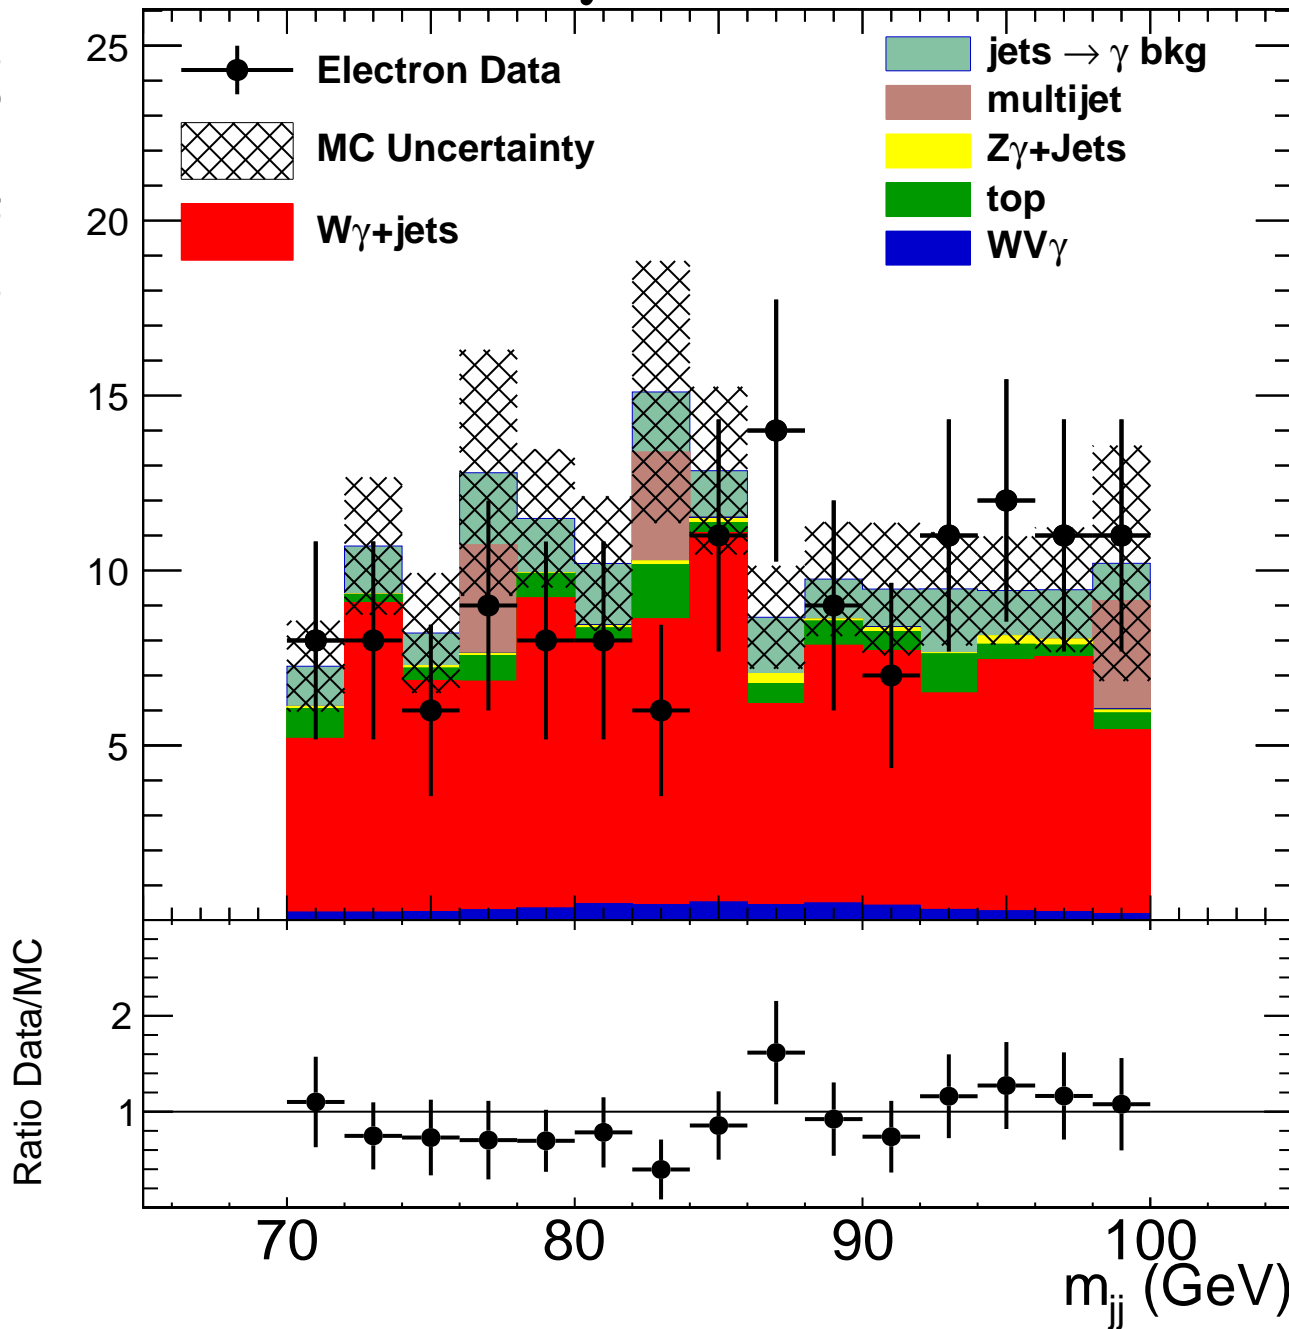 25
20
15
10
5
Electron Data
MC Uncertainty
Wγ+jets
jets → γ bkg
multijet
Zγ+Jets
top
WVγ
Ratio Data/MC
2
1
70 80 90 100
m_jj (GeV)